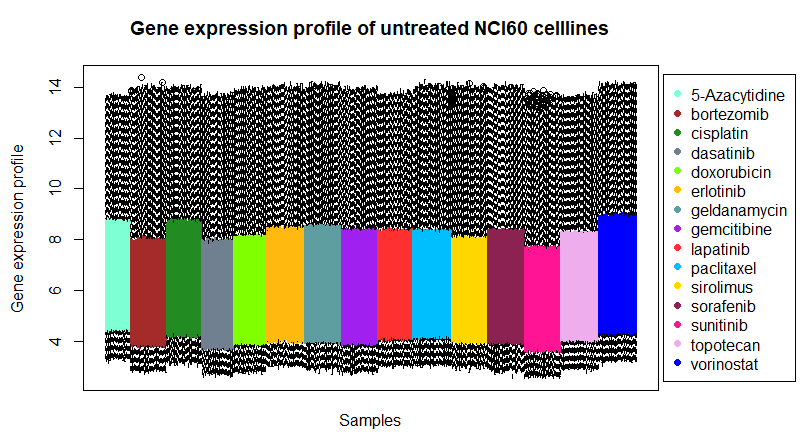 Gene expression profile of untreated NCI60 celllines
Gene expression profile
14
12
10
8
6
4
Samples
5-Azacytidine
bortezomib
cisplatin
dasatinib
doxorubicin
erlotinib
geldanamycin
gemcitibine
lapatinib
paclitaxel
sirolimus
sorafenib
sunitinib
topotecan
vorinostat